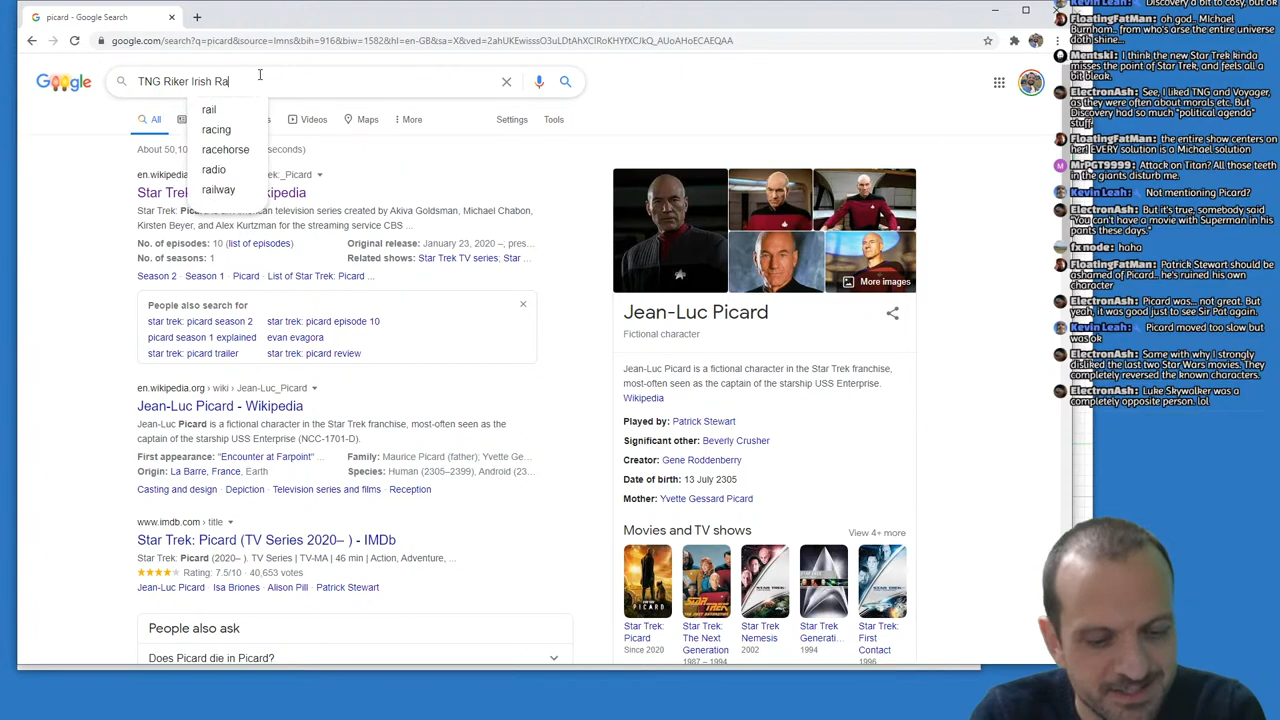 picard - Google Search
google.com/search?q=picard&source=lmns&bih=916&biw=1582&hl=en-GB&sa=X&ved=2ahUKEwisssO3uLDtAhXCIRoKHYfXCJkQ_AUoAHoECAEQAA
TNG Riker Irish Ra
rail
racing
racehorse
radio
railway
All
Videos
Maps
More
Settings
Tools
About 50,10
seconds)
en.wikipedia
:_Picard
Star Trek
pedia
Star Trek: Picard is an American television series created by Akiva Goldsman, Michael Chabon,
Kirsten Beyer, and Alex Kurtzman for the streaming service CBS ...
No. of episodes: 10 (list of episodes)
Original release: January 23, 2020 –, pres...
No. of seasons: 1
Related shows: Star Trek TV series; Star ...
Season 2 · Season 1 · Picard · List of Star Trek: Picard ...
People also search for
star trek: picard season 2
star trek: picard episode 10
picard season 1 explained
evan evagora
star trek: picard trailer
star trek: picard review
en.wikipedia.org › wiki › Jean-Luc_Picard
Jean-Luc Picard - Wikipedia
Jean-Luc Picard is a fictional character in the Star Trek franchise, most-often seen as the
captain of the starship USS Enterprise (NCC-1701-D).
First appearance: "Encounter at Farpoint" ...
Family: Maurice Picard (father); Yvette Ge...
Origin: La Barre, France, Earth
Species: Human (2305–2399), Android (23...
Casting and design · Depiction · Television series and films · Reception
www.imdb.com › title
Star Trek: Picard (TV Series 2020– ) - IMDb
Star Trek: Picard (2020– ). TV Series | TV-MA | 46 min | Action, Adventure, ...
Rating: 7.5/10 · 40,653 votes
Jean-Luc Picard · Isa Briones · Alison Pill · Patrick Stewart
People also ask
Does Picard die in Picard?
More images
Jean-Luc Picard
Fictional character
Jean-Luc Picard is a fictional character in the Star Trek franchise,
most-often seen as the captain of the starship USS Enterprise.
Wikipedia
Played by: Patrick Stewart
Significant other: Beverly Crusher
Creator: Gene Roddenberry
Date of birth: 13 July 2305
Mother: Yvette Gessard Picard
Movies and TV shows
View 4+ more
Star Trek: Picard
Since 2020
Star Trek: The Next Generation
1987 – 1994
Star Trek Nemesis
2002
Star Trek Generati...
1994
Star Trek: First Contact
1996
Kevin Leah: Discovery a bit to cosy, but ok
FloatingFatMan: oh god.. MIchael
Burnham.. from who's arse the entire universe
doth shine...
Mentski: I think the new Star Trek kinda
misses the point of Star Trek, and feels all a
bit bleak.
ElectronAsh: See, I liked TNG and Voyager,
as they were often about morals etc. But
Discovery had so much "political agenda"
stuff.
FloatingFatMan: the entire show centers on
her! EVERY solution is a Michael solution
MrPGT9999: Attack on Titan? All those teeth
in the giants disturb me.
Kevin Leah: Not mentioning Picard?
ElectronAsh: But it's true, somebody said
"You can't have a movie with Superman in his
pants these days."
fx node: haha
FloatingFatMan: Patrick Stewart should be
ashamed of Picard.. he's ruined his own
character
ElectronAsh: Picard was... not great. But
yeah, it was good just to see Sir Pat again.
Kevin Leah: Picard moved too slow but
was ok
ElectronAsh: Same with why I strongly
disliked the last two Star Wars movies. They
completely reversed the known characters.
ElectronAsh: Luke Skywalker was a
completely opposite person. lol